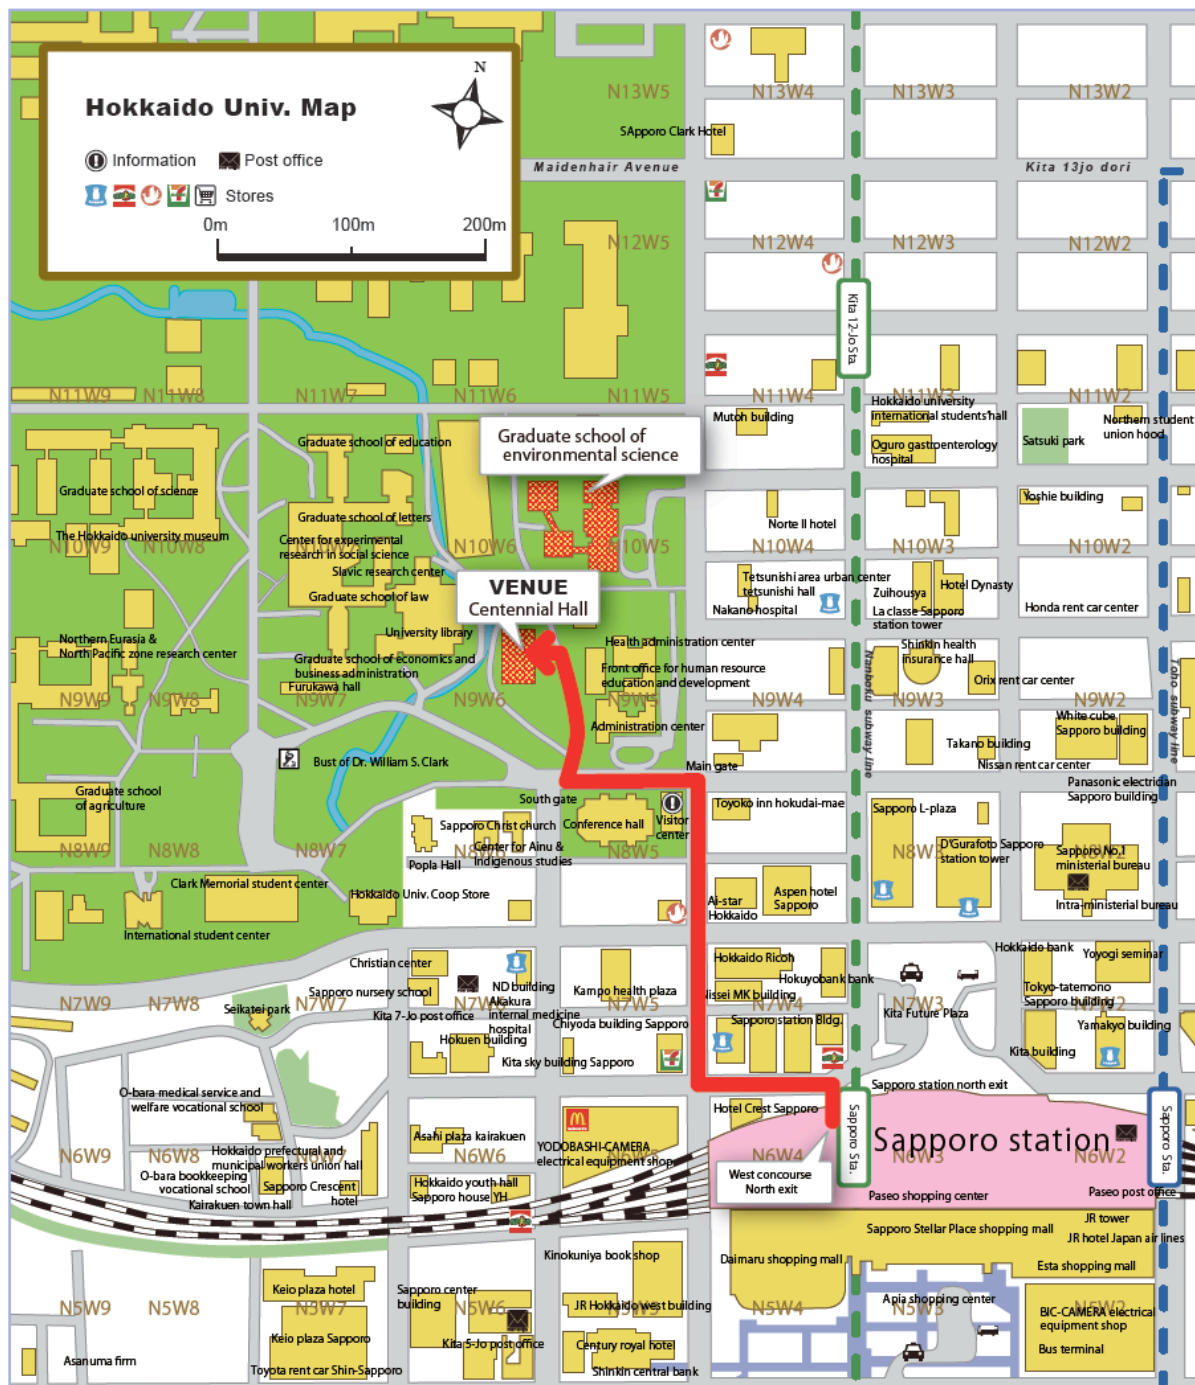 Hokkaido Univ. Map
N
Information
Post office
Stores
0m
100m
200m
N13W5
N13W4
N13W3
N13W2
SApporo Clark Hotel
Maidenhair Avenue
Kita 13jo dori
N12W5
N12W4
N12W3
N12W2
Kita 12-Jo Sta.
N11W9
N11W8
N11W7
N11W6
N11W5
N11W4
N11W3
N11W2
Mutoh building
Hokkaido university
international students'hall
Oguro gastroenterology
hospital
Satsuki park
Northern student
union hood
Graduate school of education
Graduate school of
environmental science
Graduate school of science
Graduate school of letters
The Hokkaido university museum
Center for experimental
research in social science
Slavic research center
Graduate school of law
University library
N10W9
N10W8
N10W7
N10W6
N10W5
N10W4
N10W3
N10W2
Norte II hotel
Yoshie building
Tetsunishi area urban center
tetsunishi hall
Nakano hospital
Zuihousya
Hotel Dynasty
La classe Sapporo
station tower
Honda rent car center
VENUE
Centennial Hall
Northern Eurasia &
North Pacific zone research center
Graduate school of economics and
business administration
Furukawa hall
Health administration center
Front office for human resource
education and development
Administration center
Shinkin health
insurance hall
Orix rent car center
Nanboku subway line
Toho subway line
N9W9
N9W8
N9W7
N9W6
N9W5
N9W4
N9W3
N9W2
White cube
Sapporo building
Takano building
Nissan rent car center
Main gate
Bust of Dr. William S. Clark
Panasonic electrician
Sapporo building
Graduate school
of agriculture
South gate
Sapporo Christ church
Center for Ainu &
Indigenous studies
Popla Hall
Conference hall
Visitor
center
Toyoko inn hokudai-mae
Sapporo L-plaza
D'Gurafoto Sapporo
station tower
Sapporo No.1
ministerial bureau
Intra-ministerial bureau
N8W9
N8W8
N8W7
N8W6
N8W5
N8W3
Clark Memorial student center
Hokkaido Univ. Coop Store
International student center
Ai-star
Hokkaido
Aspen hotel
Sapporo
Christian center
Sapporo nursery school
Seikatei park
Kita 7-Jo post office
ND building
Akakura
internal medicine
hospital
Kampo health plaza
Chiyoda building Sapporo
Hokuen building
Kita sky building Sapporo
Hokkaido Ricoh
Hokuyobank bank
Nissei MK building
Sapporo station Bldg.
Kita Future Plaza
Hokkaido bank
Yoyogi seminar
Tokyo-tatemono
Sapporo building
Yamakyo building
Kita building
N7W9
N7W8
N7W7
N7W6
N7W5
N7W4
N7W3
N7W2
Sapporo station north exit
O-bara medical service and
welfare vocational school
Hokkaido prefectural and
municipal workers union hall
O-bara bookkeeping
vocational school
Sapporo Crescent
hotel
Kairakuen town hall
Asahi plaza kairakuen
Hokkaido youth hall
Sapporo house YH
YODOBASHI-CAMERA
electrical equipment shop
Hotel Crest Sapporo
West concourse
North exit
Sapporo Sta.
Sapporo station
Sapporo Sta.
Paseo shopping center
Paseo post office
N6W9
N6W8
N6W7
N6W6
N6W5
N6W4
N6W3
N6W2
JR tower
JR hotel Japan air lines
Sapporo Stellar Place shopping mall
Daimaru shopping mall
Esta shopping mall
Kinokuniya book shop
Keio plaza hotel
Sapporo center
building
JR Hokkaido west building
Apia shopping center
BIC-CAMERA electrical
equipment shop
Bus terminal
Keio plaza Sapporo
Kita 5-Jo post office
Century royal hotel
Shinkin central bank
Asanuma firm
Toyota rent car Shin-Sapporo
N5W9
N5W8
N3W7
N5W6
N5W5
N5W4
N5W3
N5W2